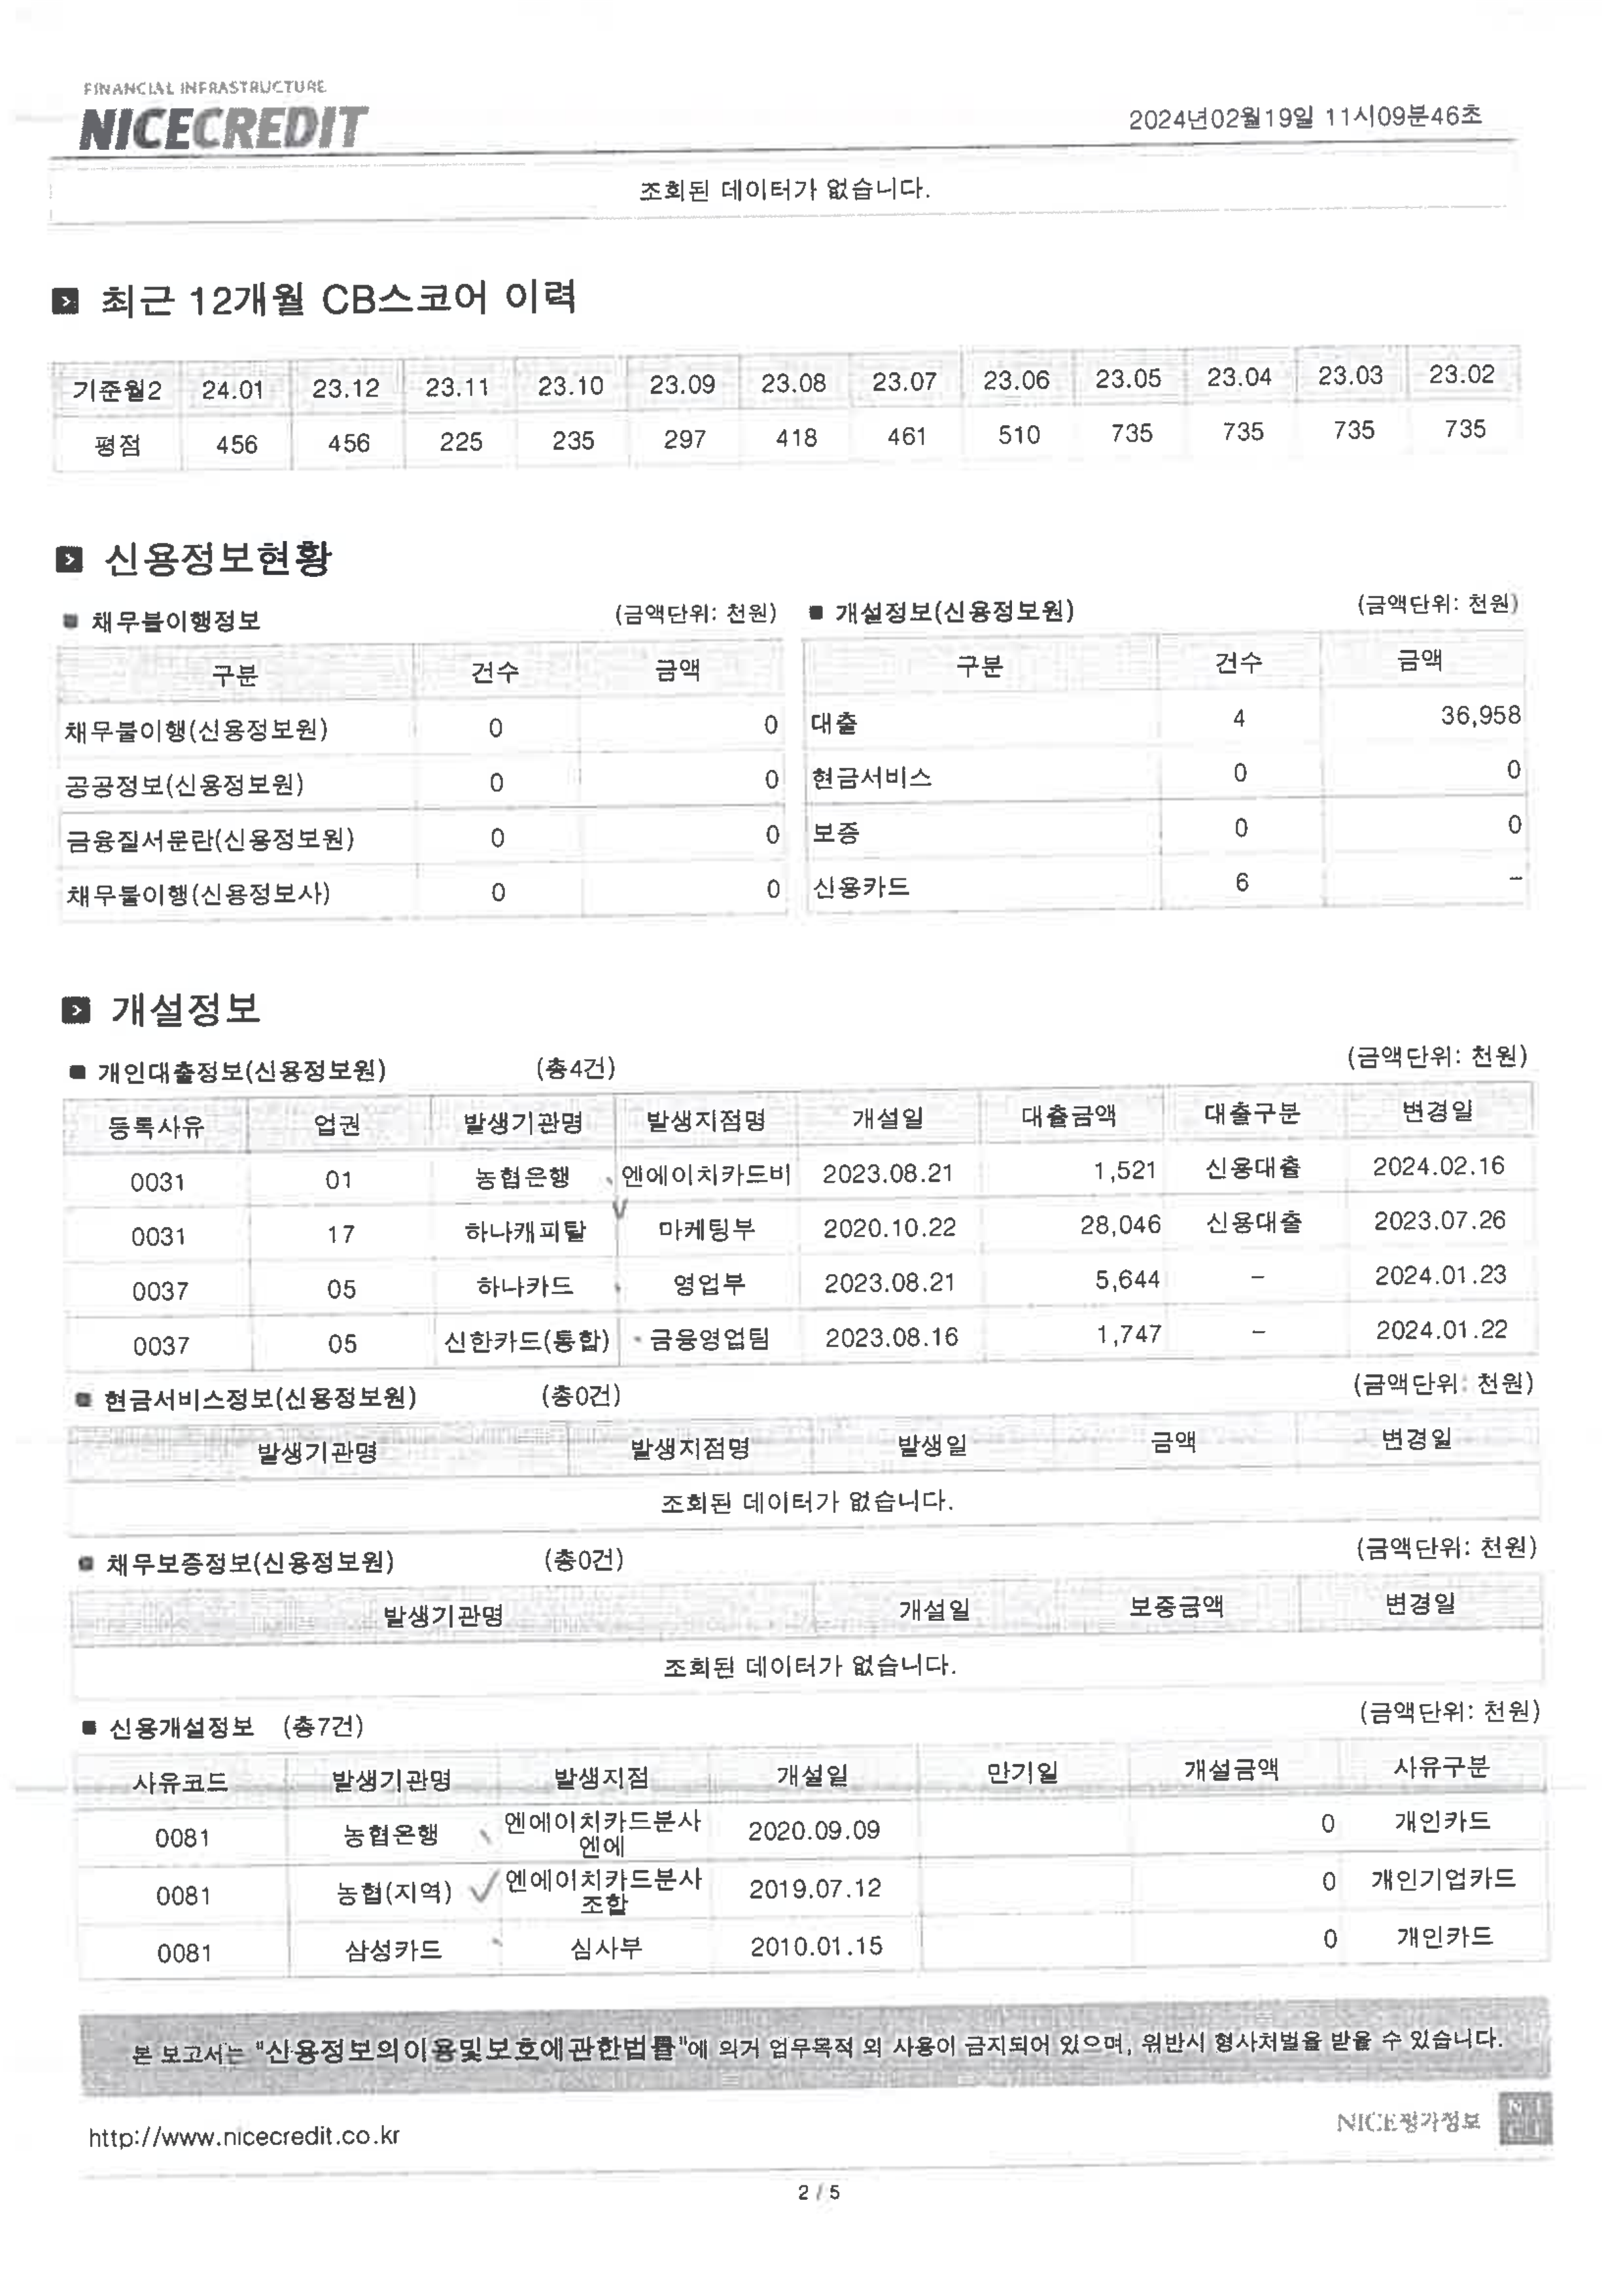 FINANCIAL INFRASTRUCTURE
NICECREDIT
2024년02월19일 11시09분46초
조회된 데이터가 없습니다.
최근 12개월 CB스코어 이력
기준월2 24.01 23.12 23.11 23.10 23.09 23.08 23.07 23.06 23.05 23.04 23.03 23.02
평점 456 456 225 235 297 418 461 510 735 735 735 735
신용정보현황
채무불이행정보 (금액단위: 천원)
구분 건수 금액
채무불이행(신용정보원) 0 0
공공정보(신용정보원) 0 0
금융질서문란(신용정보원) 0 0
채무불이행(신용정보사) 0 0
개설정보(신용정보원) (금액단위: 천원)
구분 건수 금액
대출 4 36,958
현금서비스 0 0
보증 0 0
신용카드 6 -
개설정보
개인대출정보(신용정보원) (총4건) (금액단위: 천원)
등록사유 업권 발생기관명 발생지점명 개설일 대출금액 대출구분 변경일
0031 01 농협은행 엔에이치카드비 2023.08.21 1,521 신용대출 2024.02.16
0031 17 하나캐피탈 마케팅부 2020.10.22 28,046 신용대출 2023.07.26
0037 05 하나카드 영업부 2023.08.21 5,644 - 2024.01.23
0037 05 신한카드(통합) 금융영업팀 2023.08.16 1,747 - 2024.01.22
현금서비스정보(신용정보원) (총0건) (금액단위: 천원)
발생기관명 발생지점명 발생일 금액 변경일
조회된 데이터가 없습니다.
채무보증정보(신용정보원) (총0건) (금액단위: 천원)
발생기관명 개설일 보증금액 변경일
조회된 데이터가 없습니다.
신용개설정보 (총7건) (금액단위: 천원)
사유코드 발생기관명 발생지점 개설일 만기일 개설금액 사유구분
0081 농협은행 엔에이치카드분사엔에 2020.09.09 0 개인카드
0081 농협(지역) 엔에이치카드분사조합 2019.07.12 0 개인기업카드
0081 삼성카드 심사부 2010.01.15 0 개인카드
본 보고서는 "신용정보의이용및보호에관한법률"에 의거 업무목적 외 사용이 금지되어 있으며, 위반시 형사처벌을 받을 수 있습니다.
http://www.nicecredit.co.kr
NICE평가정보
2 / 5